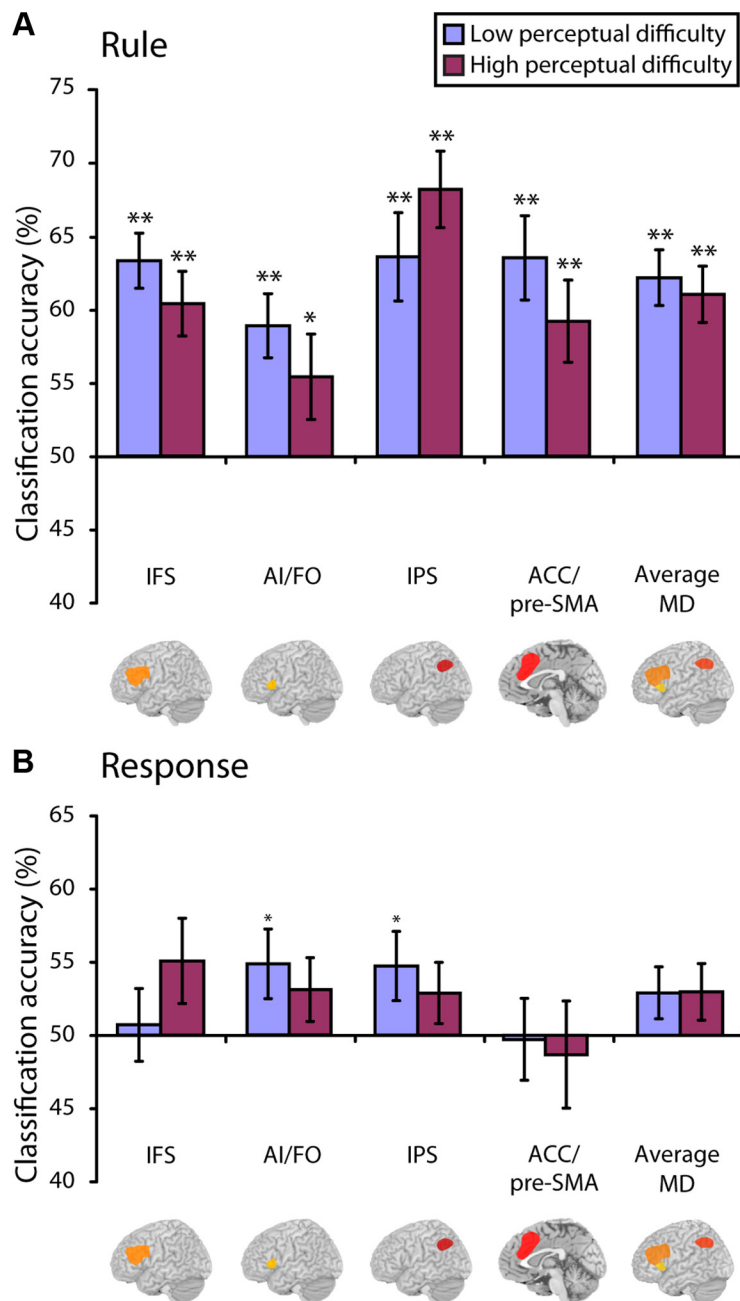 A
Rule
Low perceptual difficulty
High perceptual difficulty
Classification accuracy (%)
75
70
65
60
55
50
45
40
**
**
**
*
**
**
**
**
**
**
IFS
AI/FO
IPS
ACC/
pre-SMA
Average
MD
B
Response
Classification accuracy (%)
65
60
55
50
45
40
*
*
IFS
AI/FO
IPS
ACC/
pre-SMA
Average
MD